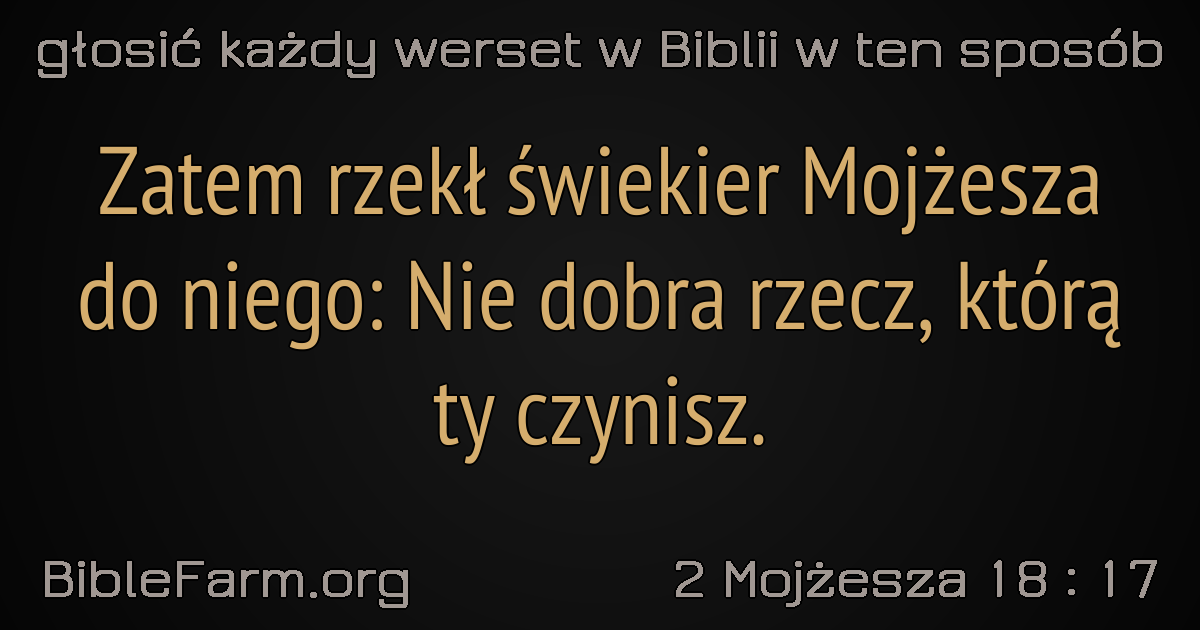 głosić każdy werset w Biblii w ten sposób
Zatem rzekł świekier Mojżesza
do niego: Nie dobra rzecz, którą
ty czynisz.
BibleFarm.org
2 Mojżesza 18 : 17